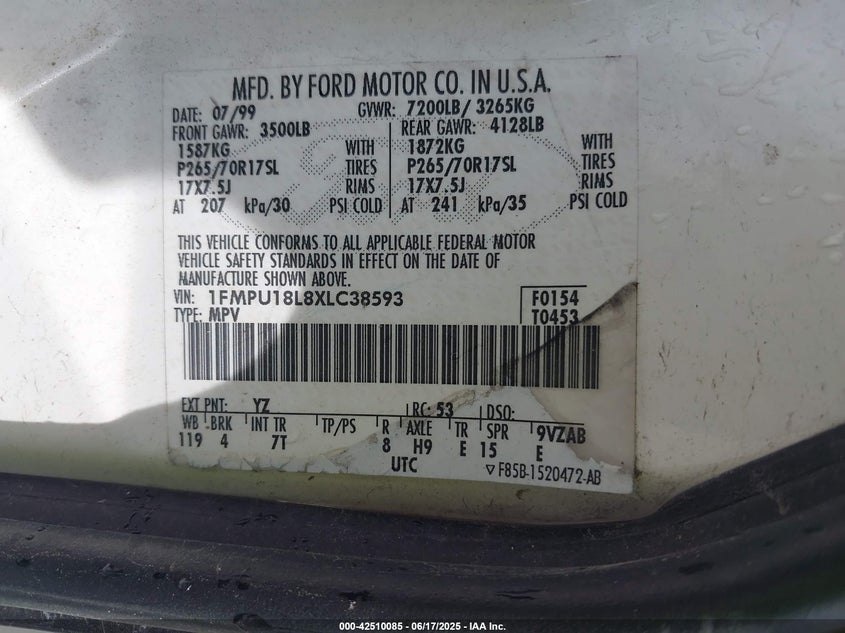 MFD. BY FORD MOTOR CO. IN U.S.A.
DATE: 07/99 GVWR: 7200LB/ 3265KG
FRONT GAWR: 3500LB REAR GAWR: 4128LB
1587KG WITH 1872KG WITH
P265/70R17SL TIRES P265/70R17SL TIRES
17X7.5J RIMS 17X7.5J RIMS
AT 207 kPa/30 PSI COLD AT 241 kPa/35 PSI COLD
THIS VEHICLE CONFORMS TO ALL APPLICABLE FEDERAL MOTOR
VEHICLE SAFETY STANDARDS IN EFFECT ON THE DATE OF
MANUFACTURE SHOWN ABOVE.
VIN: 1FMPU18L8XLC38593 F0154
TYPE: MPV T0453
EXT PNT: YZ RC: 53 DSO:
WB BRK INT TR TP/PS R AXLE TR SPR 9VZAB
119 4 7T 8 H9 E 15 E
UTC ▽F85B-1520472-AB
000-42510085 / 06/17/2025 - IAA Inc.